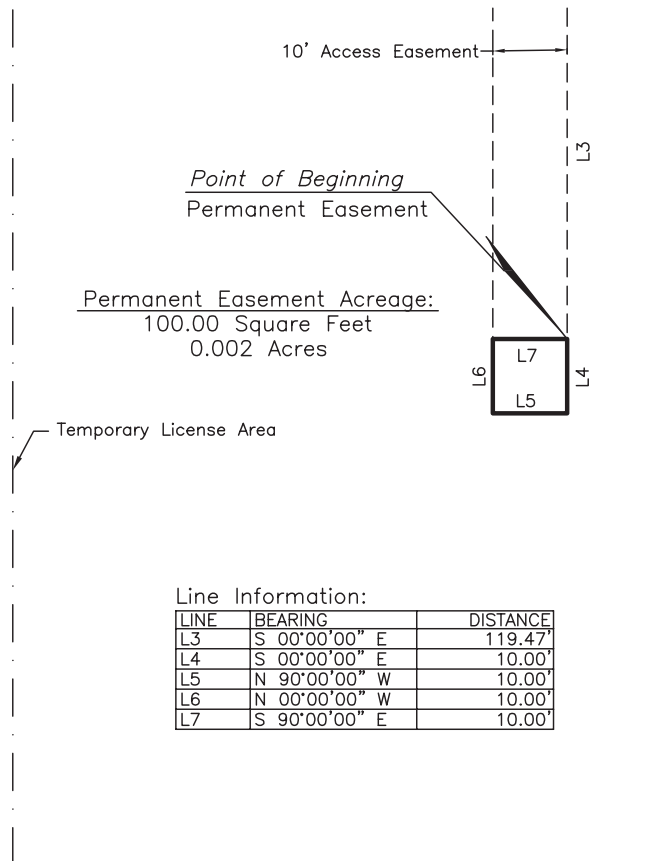 10' Access Easement
L3
Point of Beginning
Permanent Easement
Permanent Easement Acreage:
100.00 Square Feet
0.002 Acres
L7
L6
L4
L5
Temporary License Area
Line Information:
LINE BEARING DISTANCE
L3 S 00°00'00" E 119.47'
L4 S 00°00'00" E 10.00'
L5 N 90°00'00" W 10.00'
L6 N 00°00'00" W 10.00'
L7 S 90°00'00" E 10.00'